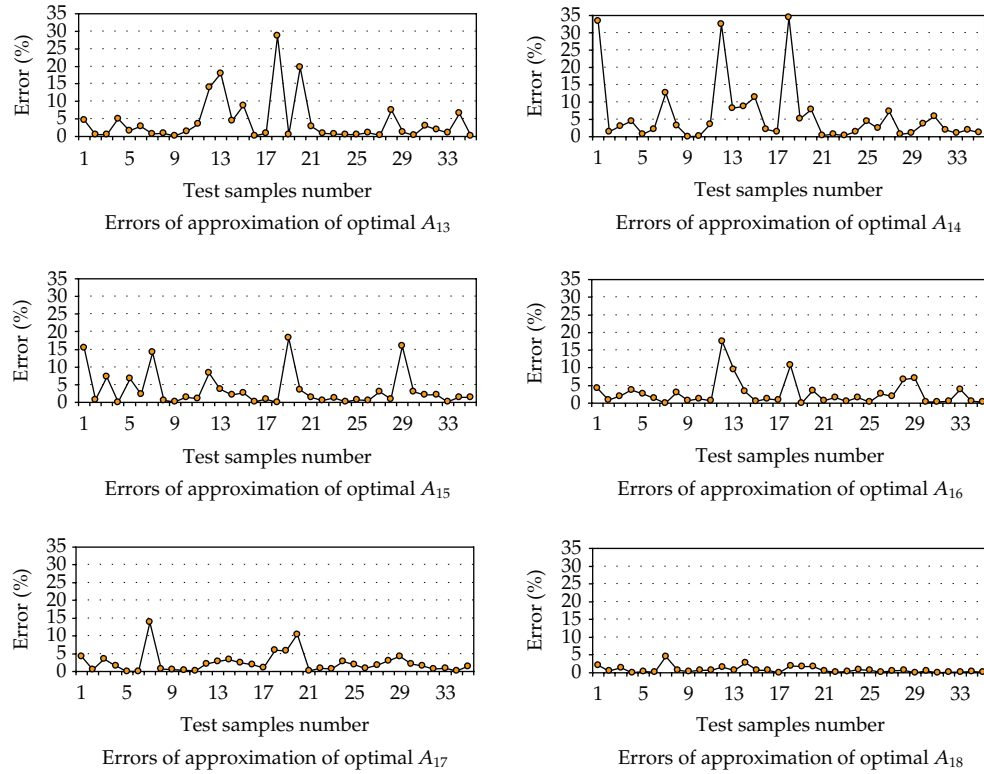 35
30
25
20
15
10
5
0
Error (%)
1 5 9 13 17 21 25 29 33
Test samples number
Errors of approximation of optimal A13
35
30
25
20
15
10
5
0
Error (%)
1 5 9 13 17 21 25 29 33
Test samples number
Errors of approximation of optimal A14
35
30
25
20
15
10
5
0
Error (%)
1 5 9 13 17 21 25 29 33
Test samples number
Errors of approximation of optimal A15
35
30
25
20
15
10
5
0
Error (%)
1 5 9 13 17 21 25 29 33
Test samples number
Errors of approximation of optimal A16
35
30
25
20
15
10
5
0
Error (%)
1 5 9 13 17 21 25 29 33
Test samples number
Errors of approximation of optimal A17
35
30
25
20
15
10
5
0
Error (%)
1 5 9 13 17 21 25 29 33
Test samples number
Errors of approximation of optimal A18